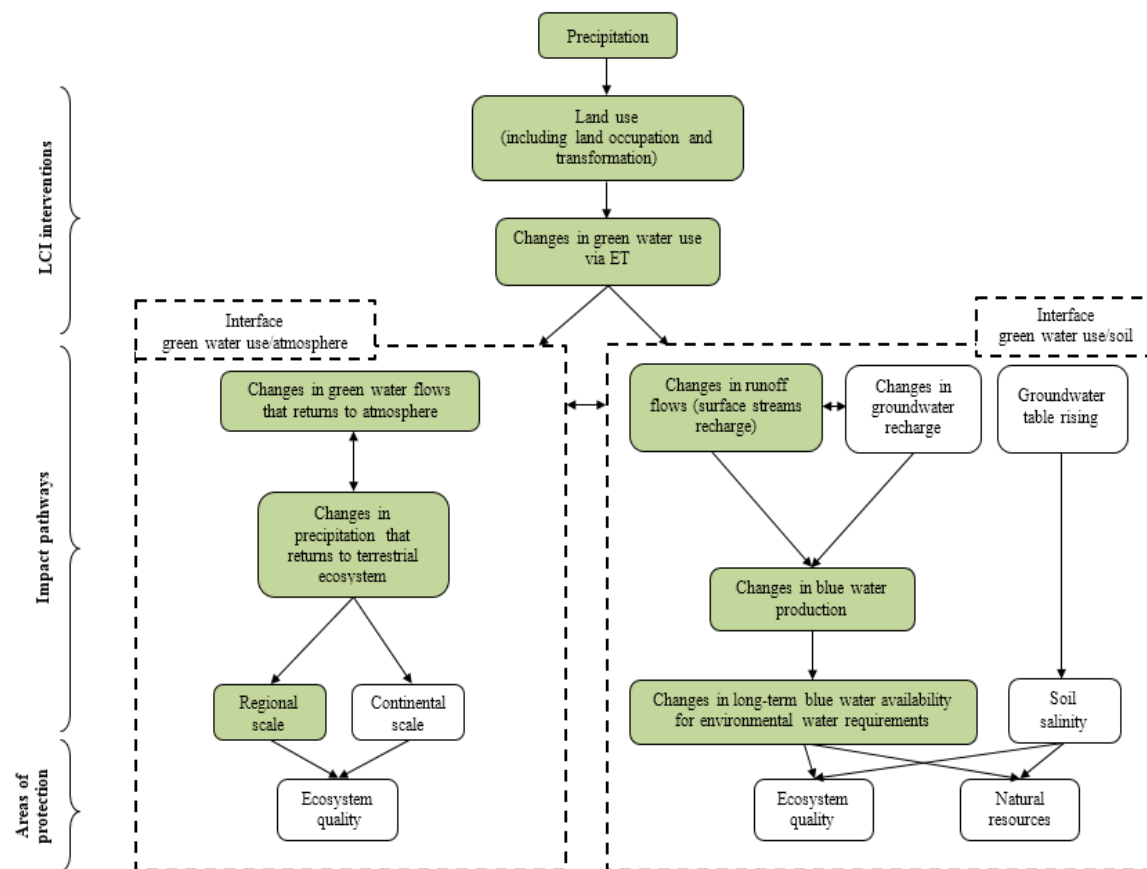 Precipitation
LCI interventions
Land use
(including land occupation and
transformation)
Changes in green water use
via ET
Interface
green water use/atmosphere
Interface
green water use/soil
Impact pathways
Changes in green water flows
that returns to atmosphere
Changes in
precipitation that
returns to terrestrial
ecosystem
Regional
scale
Continental
scale
Changes in runoff
flows (surface streams
recharge)
Changes in
groundwater
recharge
Groundwater
table rising
Changes in blue water
production
Changes in long-term blue water availability
for environmental water requirements
Soil
salinity
Areas of
protection
Ecosystem
quality
Ecosystem
quality
Natural
resources